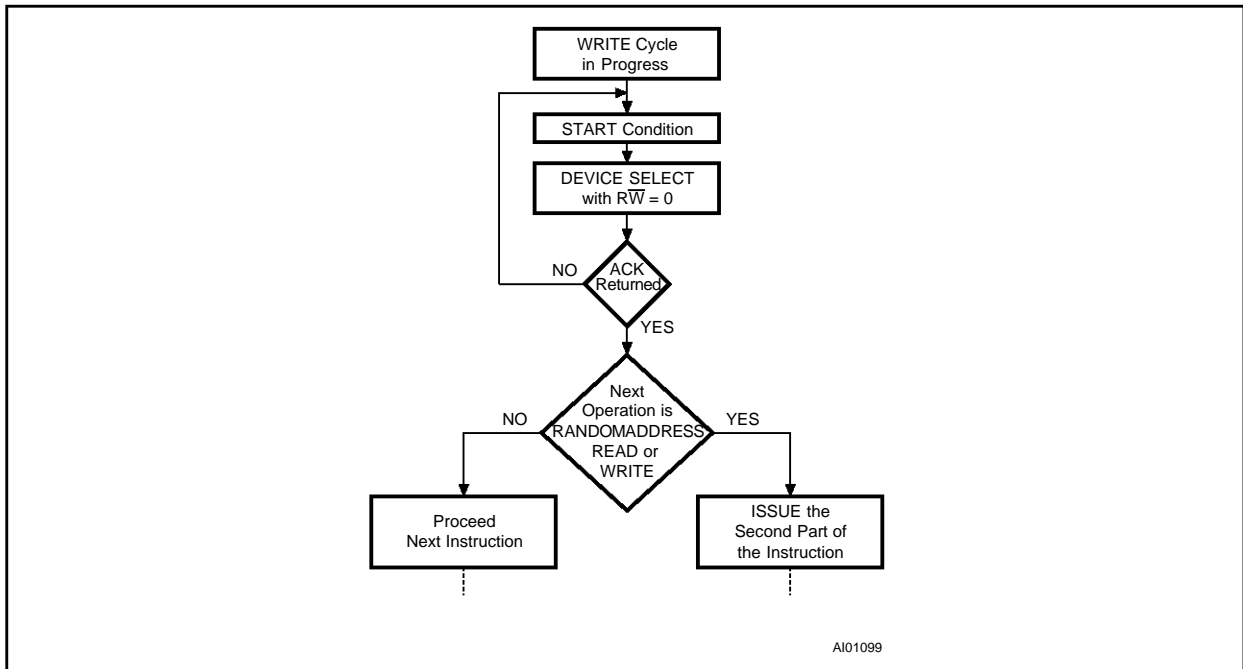 WRITE Cycle
in Progress
START Condition
DEVICE SELECT
with RW̅ = 0
NO
ACK
Returned
YES
Next
Operation is
RANDOMADDRESS
READ or
WRITE
NO
YES
Proceed
Next Instruction
ISSUE the
Second Part of
the Instruction
AI01099